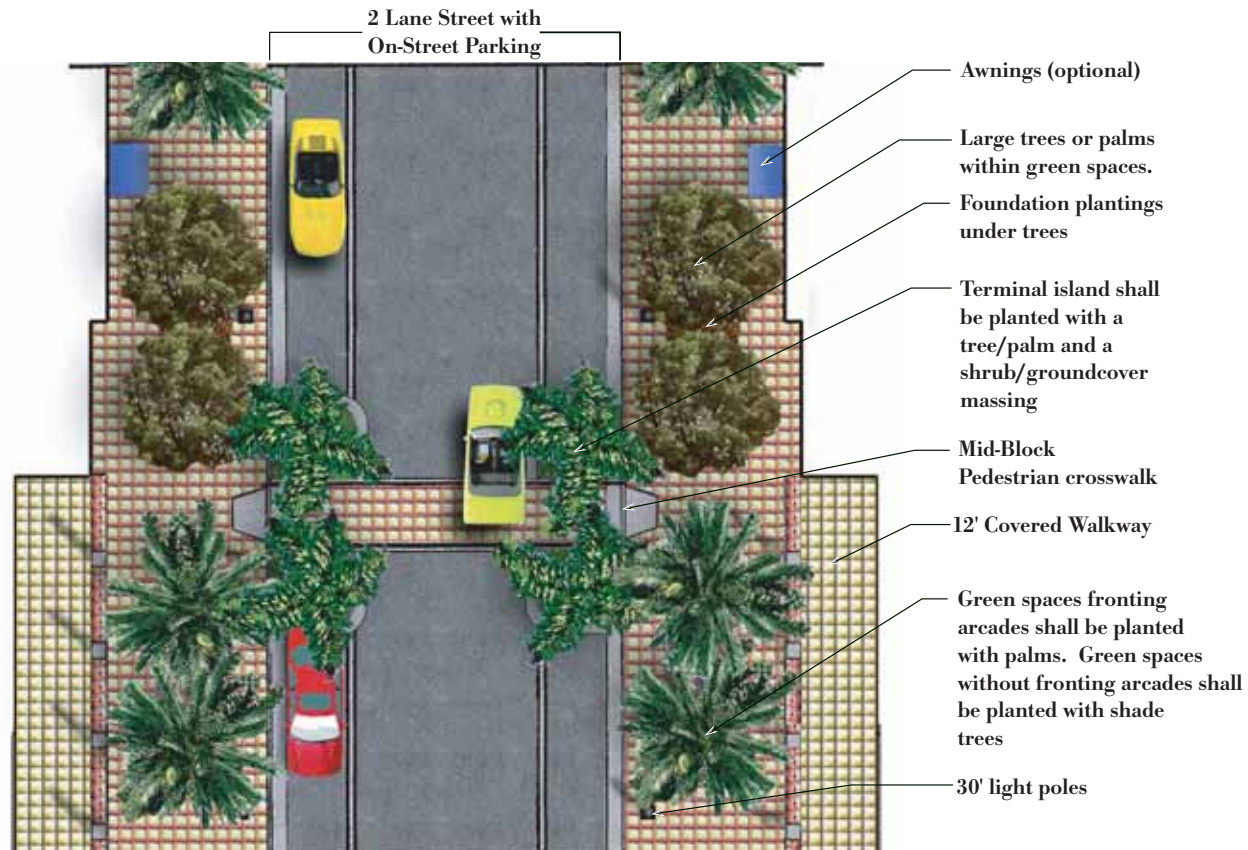 2 Lane Street with
On-Street Parking
Awnings (optional)
Large trees or palms
within green spaces.
Foundation plantings
under trees
Terminal island shall
be planted with a
tree/palm and a
shrub/groundcover
massing
Mid-Block
Pedestrian crosswalk
12' Covered Walkway
Green spaces fronting
arcades shall be planted
with palms.  Green spaces
without fronting arcades shall
be planted with shade
trees
30' light poles